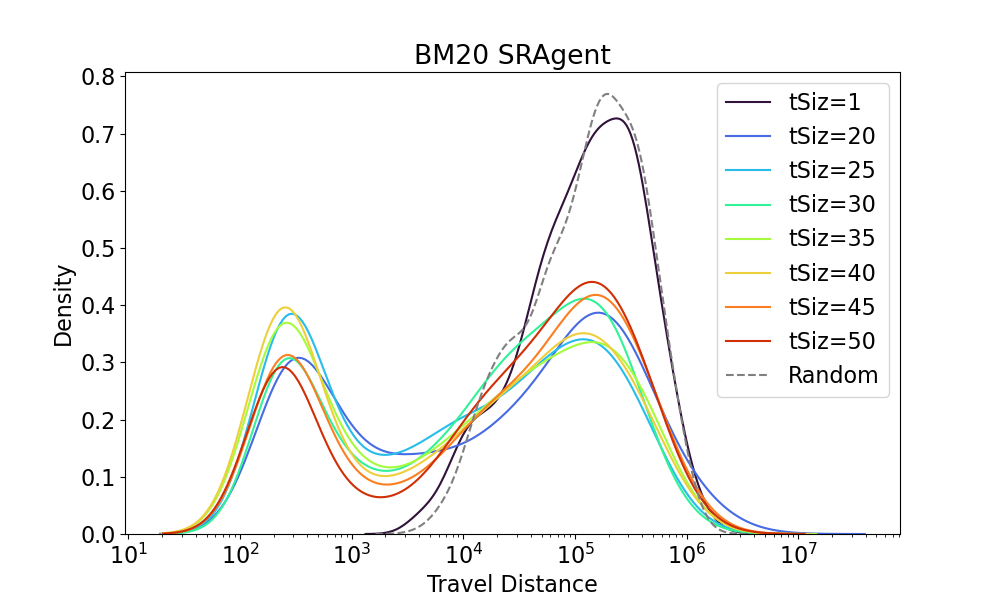 BM20 SRAgent
0.8
0.7
0.6
0.5
0.4
0.3
0.2
0.1
0.0
Density
10¹ 10² 10³ 10⁴ 10⁵ 10⁶ 10⁷
Travel Distance
tSiz=1
tSiz=20
tSiz=25
tSiz=30
tSiz=35
tSiz=40
tSiz=45
tSiz=50
Random